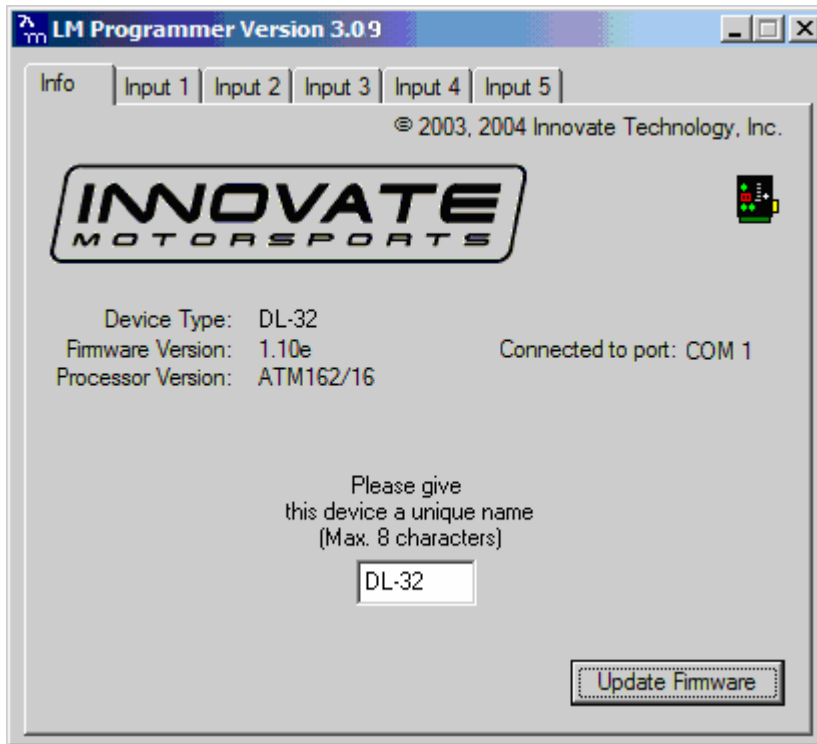 LM Programmer Version 3.0.9
Info Input 1 Input 2 Input 3 Input 4 Input 5
© 2003, 2004 Innovate Technology, Inc.
INNOVATE
MOTORSPORTS
Device Type: DL-32
Firmware Version: 1.10e Connected to port: COM 1
Processor Version: ATM162/16
Please give
this device a unique name
(Max. 8 characters)
DL-32
Update Firmware